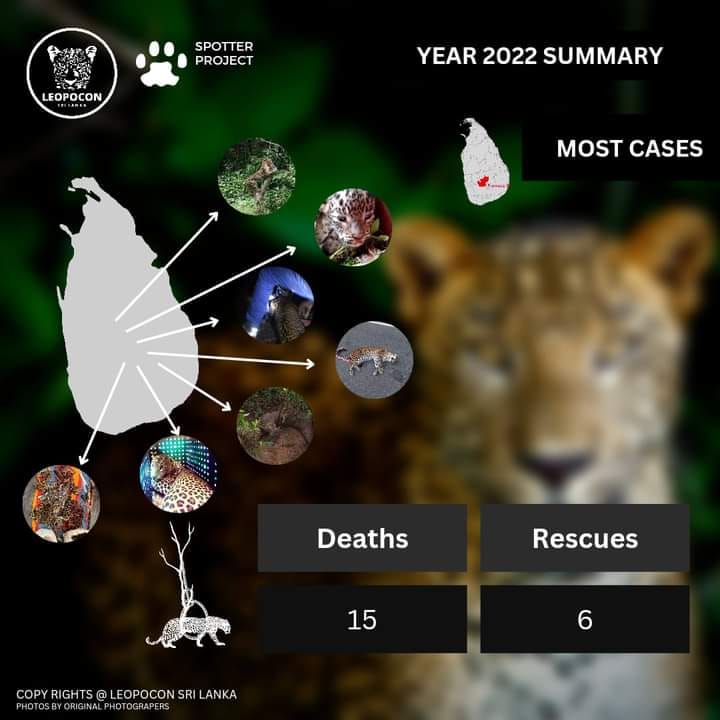 LEOPOCON
SRI LANKA
SPOTTER
PROJECT
YEAR 2022 SUMMARY
MOST CASES
Deaths
Rescues
15
6
COPY RIGHTS @ LEOPOCON SRI LANKA
PHOTOS BY ORIGINAL PHOTOGRAPERS